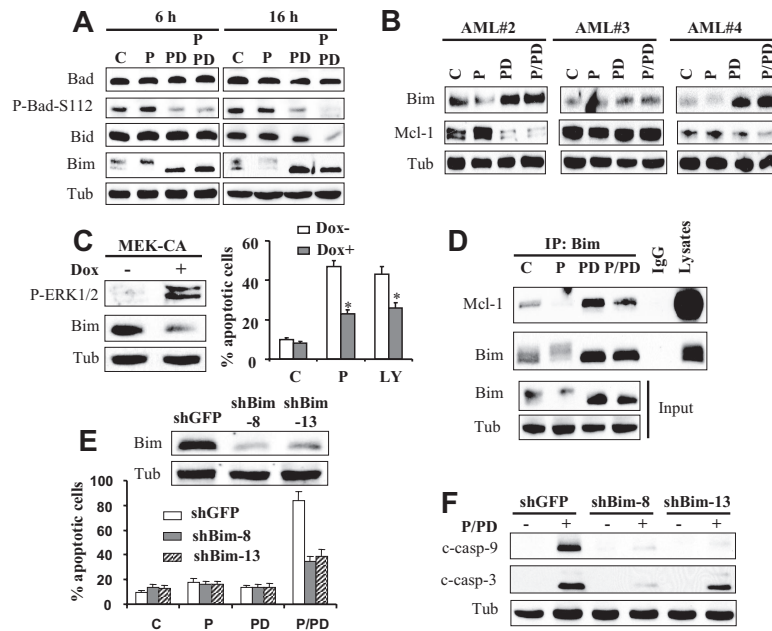 A
6 h
16 h
C P PD P PD
C P PD P PD
Bad
P-Bad-S112
Bid
Bim
Tub
B
AML#2 AML#3 AML#4
C P PD P/PD C P PD P/PD C P PD P/PD
Bim
Mcl-1
Tub
C
MEK-CA
Dox - +
P-ERK1/2
Bim
Tub
% apoptotic cells
60
40
20
0
Dox-
Dox+
* *
C P LY
D
IP: Bim
C P PD P/PD IgG Lysates
Mcl-1
Bim
Bim
Tub
Input
E
shGFP shBim-8 shBim-13
Bim
Tub
% apoptotic cells
100
80
60
40
20
0
shGFP
shBim-8
shBim-13
C P PD P/PD
F
shGFP shBim-8 shBim-13
P/PD - + - + - +
c-casp-9
c-casp-3
Tub